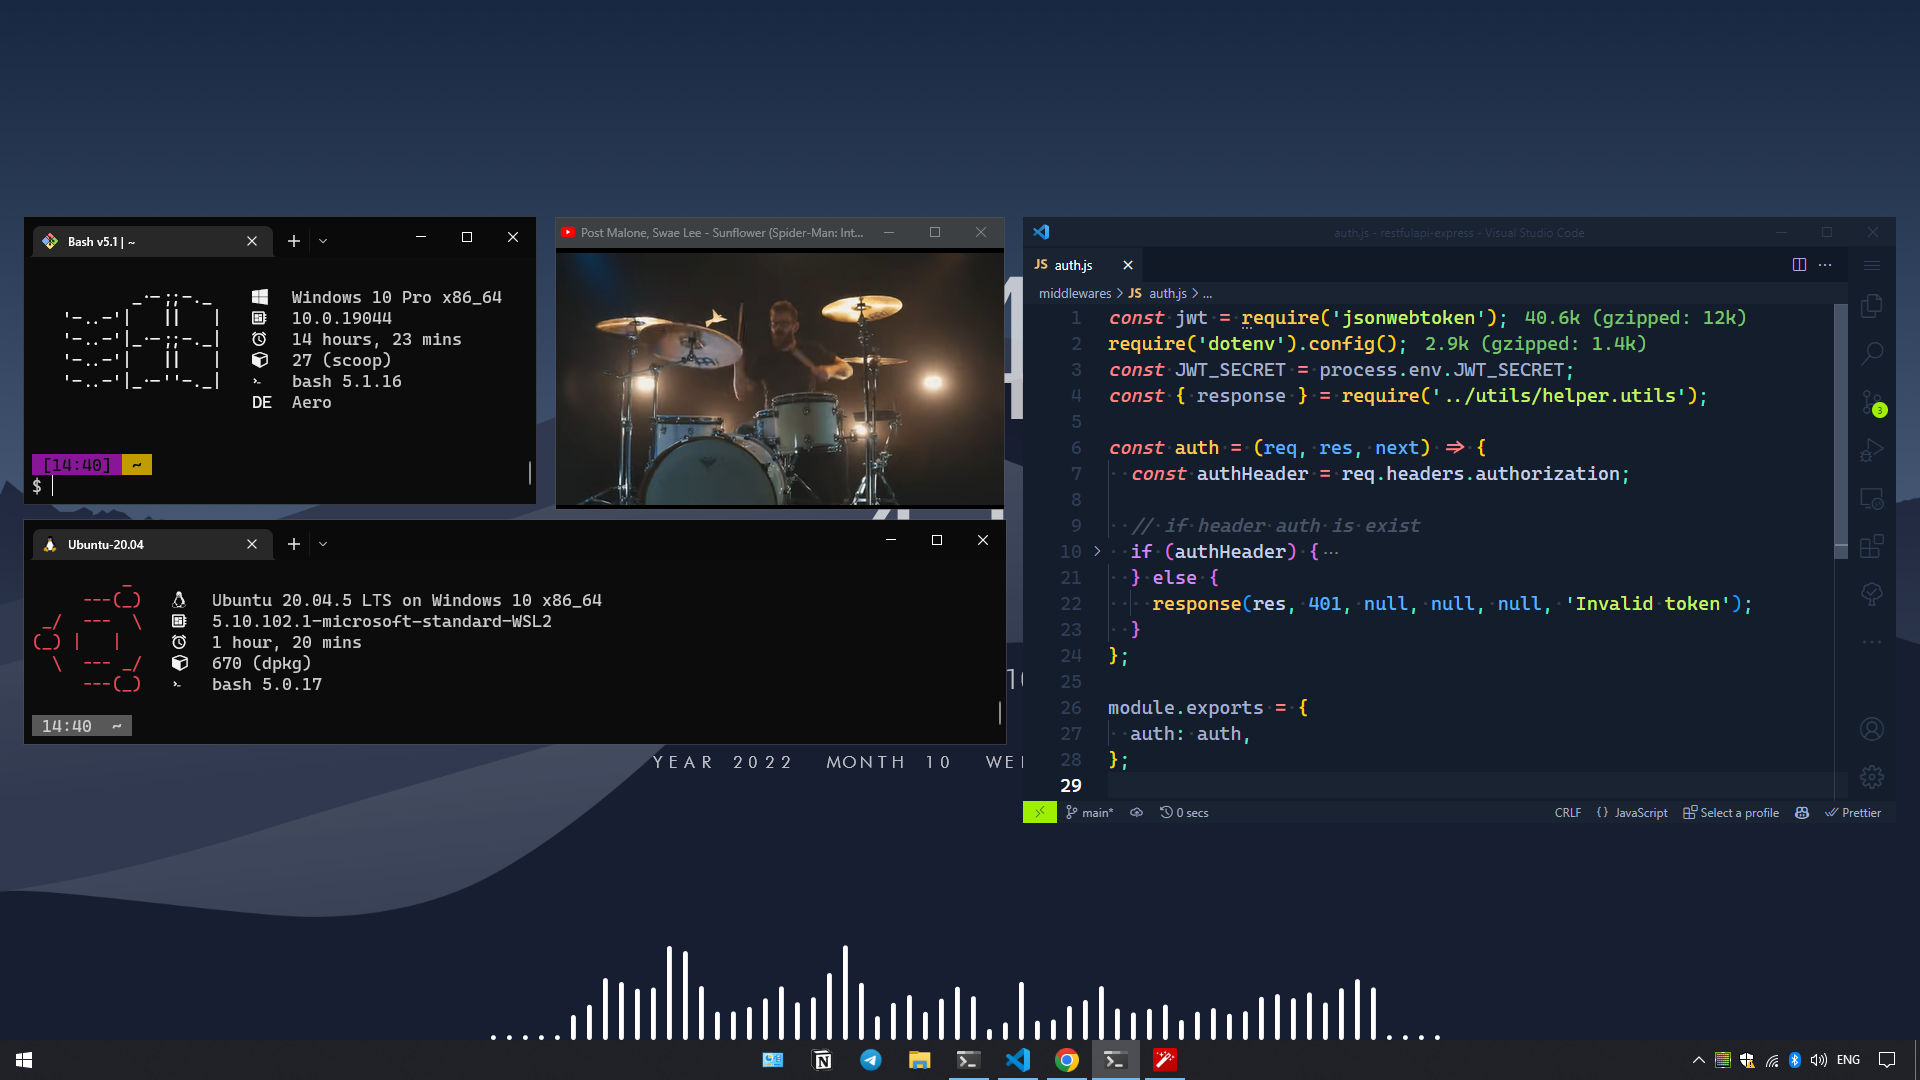 Bash v5.1 | ~
Windows 10 Pro x86_64
10.0.19044
14 hours, 23 mins
27 (scoop)
bash 5.1.16
DE Aero
[14:40] ~
$
Post Malone, Swae Lee - Sunflower (Spider-Man: Int...
Ubuntu-20.04
Ubuntu 20.04.5 LTS on Windows 10 x86_64
5.10.102.1-microsoft-standard-WSL2
1 hour, 20 mins
670 (dpkg)
bash 5.0.17
14:40 ~
YEAR 2022 MONTH 10
auth.js - restfulapi-express - Visual Studio Code
JS auth.js
middlewares > JS auth.js > ...
1 const jwt = require('jsonwebtoken'); 40.6k (gzipped: 12k)
2 require('dotenv').config(); 2.9k (gzipped: 1.4k)
3 const JWT_SECRET = process.env.JWT_SECRET;
4 const { response } = require('../utils/helper.utils');
5
6 const auth = (req, res, next) => {
7 const authHeader = req.headers.authorization;
8
9 // if header auth is exist
10 if (authHeader) {...
21 } else {
22 response(res, 401, null, null, null, 'Invalid token');
23 }
24 };
25
26 module.exports = {
27 auth: auth,
28 };
29
3
main* 0 secs CRLF {} JavaScript Select a profile Prettier
ENG